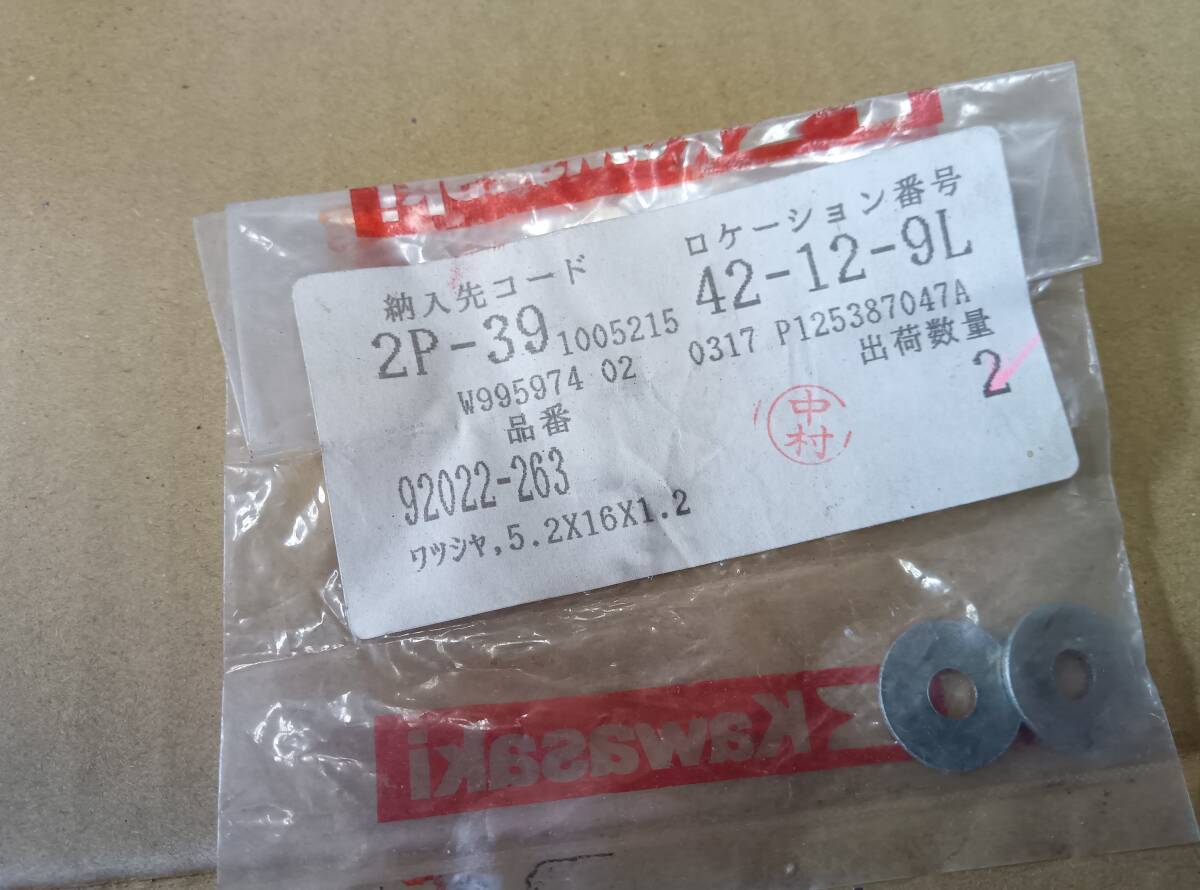 Kawasaki
納入先コード ロケーション番号
2P-39 1005215 42-12-9L
W995974 02 0317 P125387047A
品番 出荷数量
92022-263 2
中村
ワツシヤ,5.2X16X1.2
Kawasaki